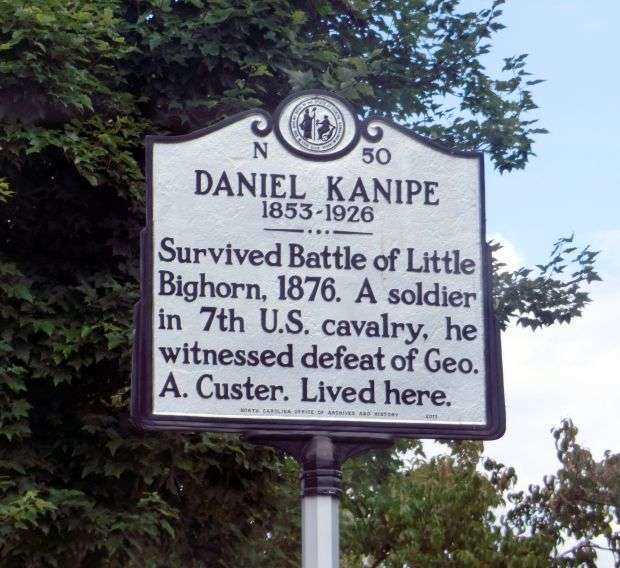 N 50
DANIEL KANIPE
1853-1926
Survived Battle of Little
Bighorn, 1876. A soldier
in 7th U.S. cavalry, he
witnessed defeat of Geo.
A. Custer. Lived here.
NORTH CAROLINA OFFICE OF ARCHIVES AND HISTORY 2011